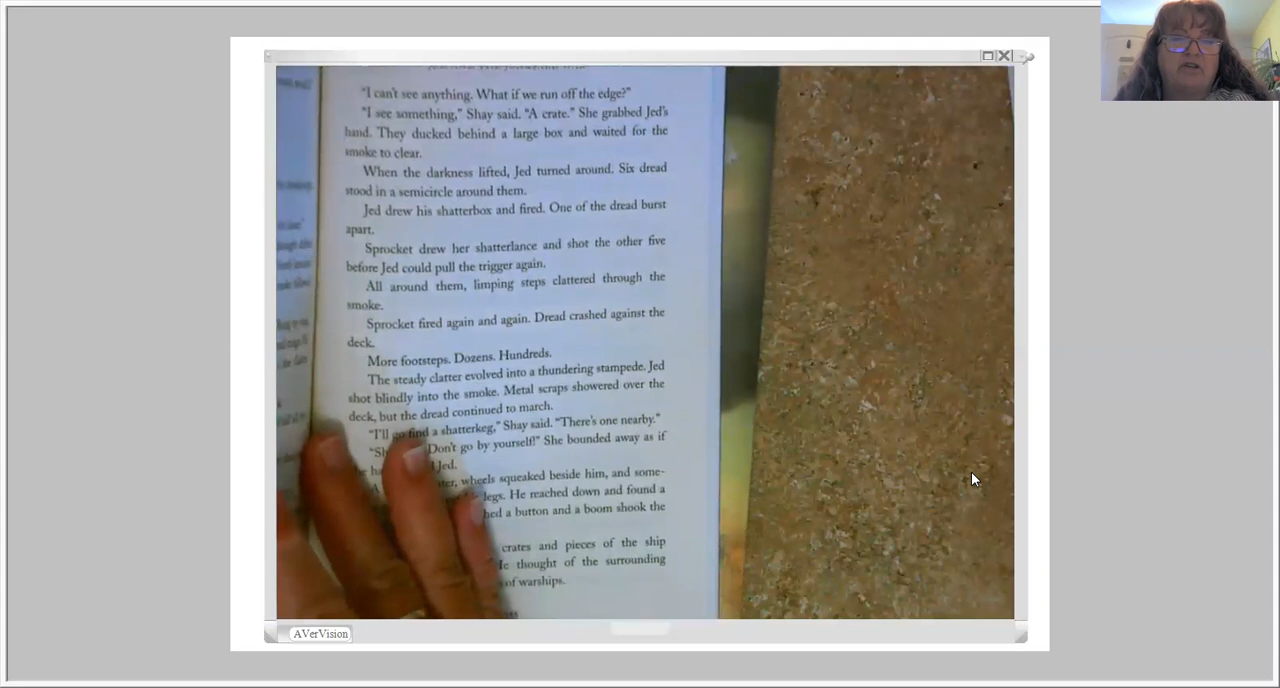 "I can't see anything. What if we run off the edge?"
"I see something," Shay said. "A crate." She grabbed Jed's
hand. They ducked behind a large box and waited for the
smoke to clear.
When the darkness lifted, Jed turned around. Six dread
stood in a semicircle around them.
Jed drew his shatterbox and fired. One of the dread burst
apart.
Sprocket drew her shatterlance and shot the other five
before Jed could pull the trigger again.
All around them, limping steps clattered through the
smoke.
Sprocket fired again and again. Dread crashed against the
deck.
More footsteps. Dozens. Hundreds.
The steady clatter evolved into a thundering stampede. Jed
shot blindly into the smoke. Metal scraps showered over the
deck, but the dread continued to march.
"I'll go find a shatterkeg," Shay said. "There's one nearby."
Don't go by yourself!" She bounded away as if
Jed.
wheels squeaked beside him, and some-
legs. He reached down and found a
a button and a boom shook the
crates and pieces of the ship
thought of the surrounding
of warships.
AVerVision